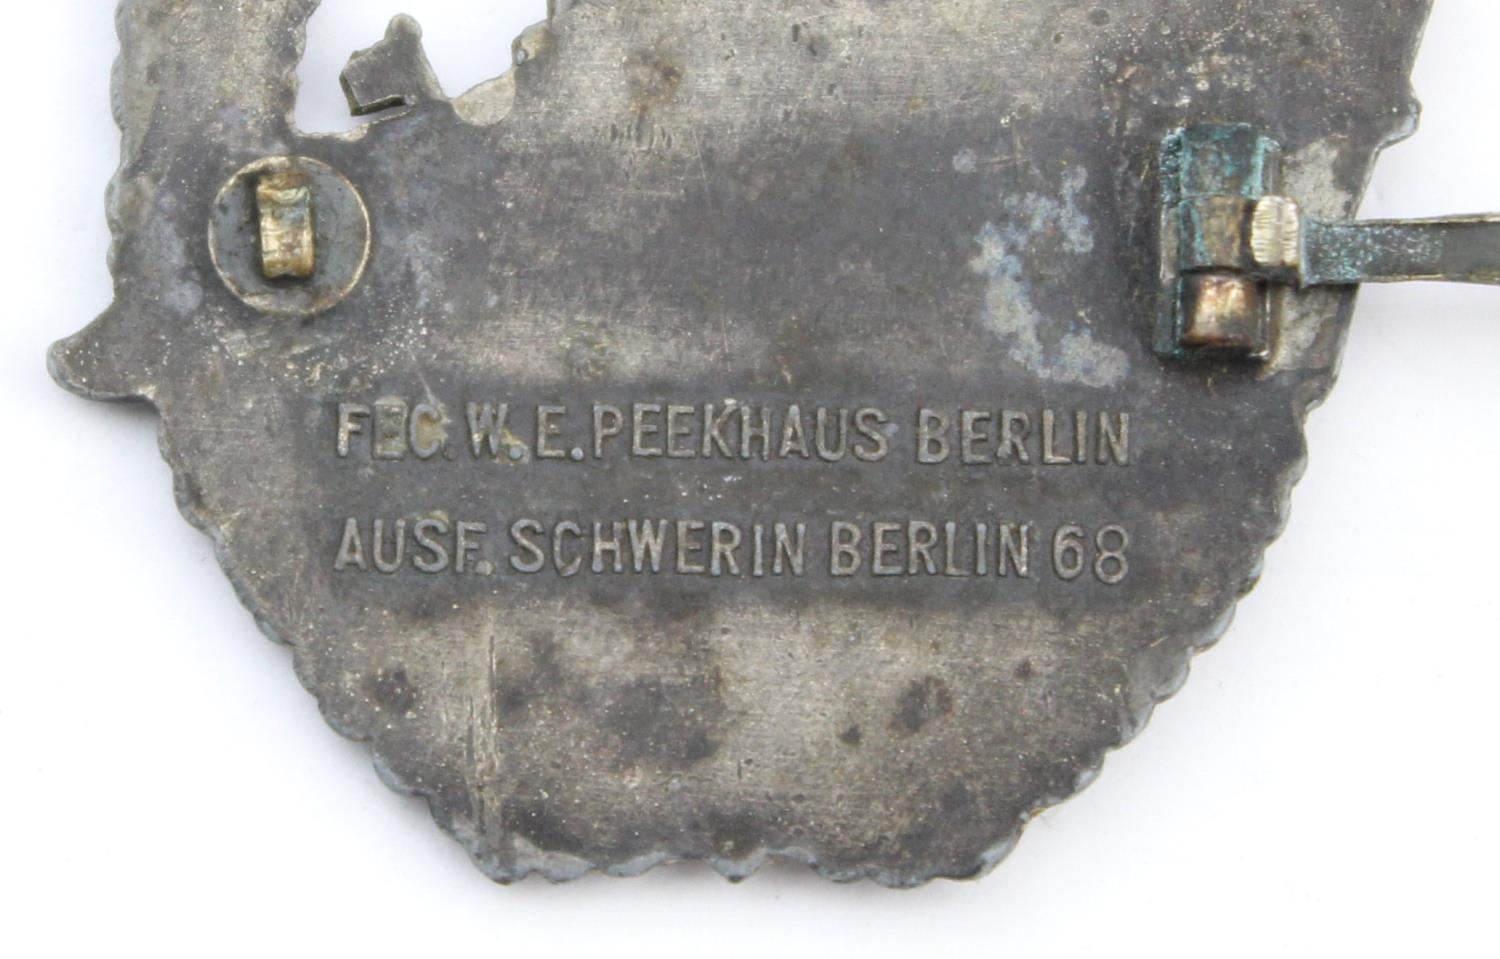 FEC. W. E. PEEKHAUS BERLIN
AUSF. SCHWERIN BERLIN 68